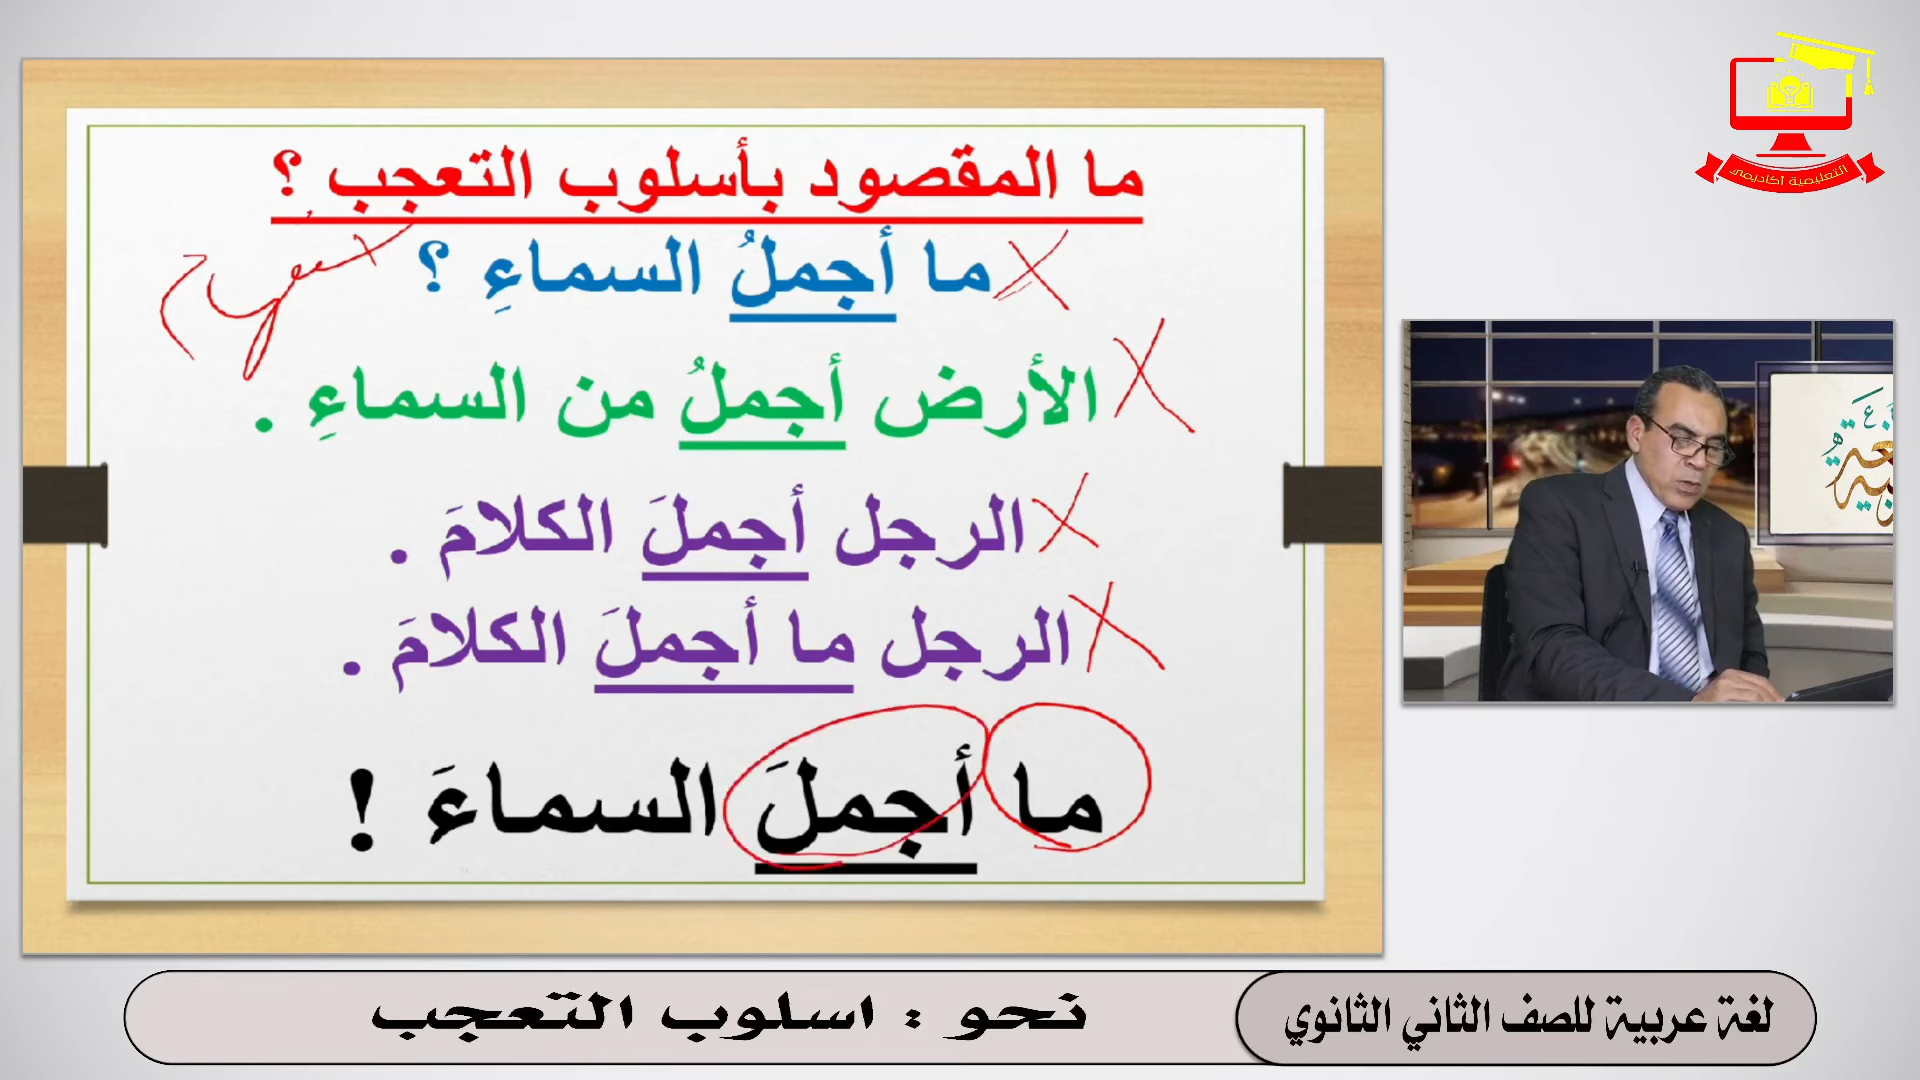 ما المقصود بأسلوب التعجب ؟
ما أجملُ السماءِ ؟
الأرض أجملُ من السماءِ .
الرجل أجملَ الكلامَ .
الرجل ما أجملَ الكلامَ .
ما أجملَ السماءَ !
التعليمية أكاديمي
نحو : اسلوب التعجب
لغة عربية للصف الثاني الثانوي